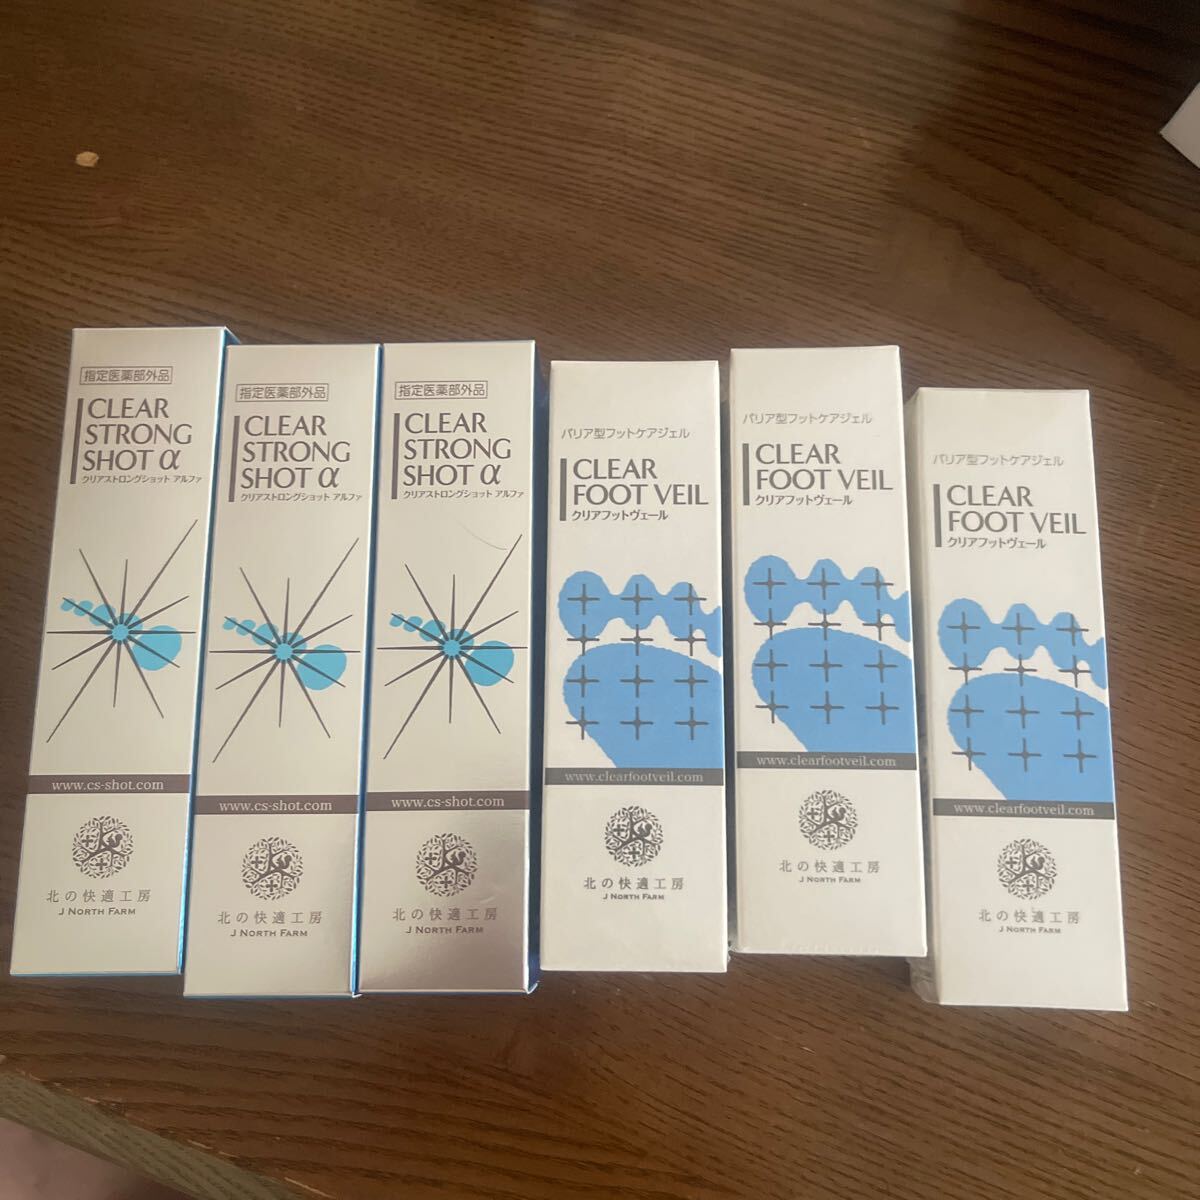 指定医薬部外品
CLEAR
STRONG
SHOT α
クリアストロングショット アルファ
www.cs-shot.com
北の快適工房
J NORTH FARM
指定医薬部外品
CLEAR
STRONG
SHOT α
クリアストロングショット アルファ
www.cs-shot.com
北の快適工房
J NORTH FARM
指定医薬部外品
CLEAR
STRONG
SHOT α
クリアストロングショット アルファ
www.cs-shot.com
北の快適工房
J NORTH FARM
バリア型フットケアジェル
CLEAR
FOOT VEIL
クリアフットヴェール
www.clearfootveil.com
北の快適工房
J NORTH FARM
バリア型フットケアジェル
CLEAR
FOOT VEIL
クリアフットヴェール
www.clearfootveil.com
北の快適工房
J NORTH FARM
バリア型フットケアジェル
CLEAR
FOOT VEIL
クリアフットヴェール
www.clearfootveil.com
北の快適工房
J NORTH FARM